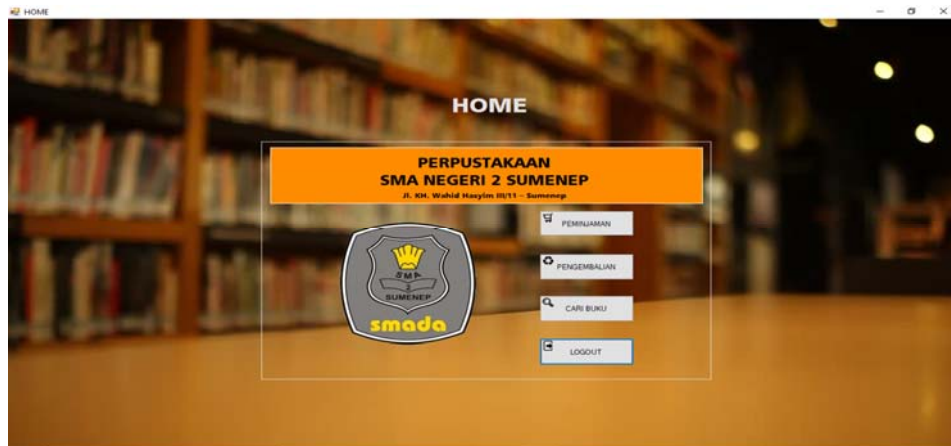 HOME
HOME
PERPUSTAKAAN
SMA NEGERI 2 SUMENEP
Jl. KH. Wahid Hasyim III/11 - Sumenep
PEMINJAMAN
SMA
2
SUMENEP
smada
PENGEMBALIAN
CARI BUKU
LOGOUT